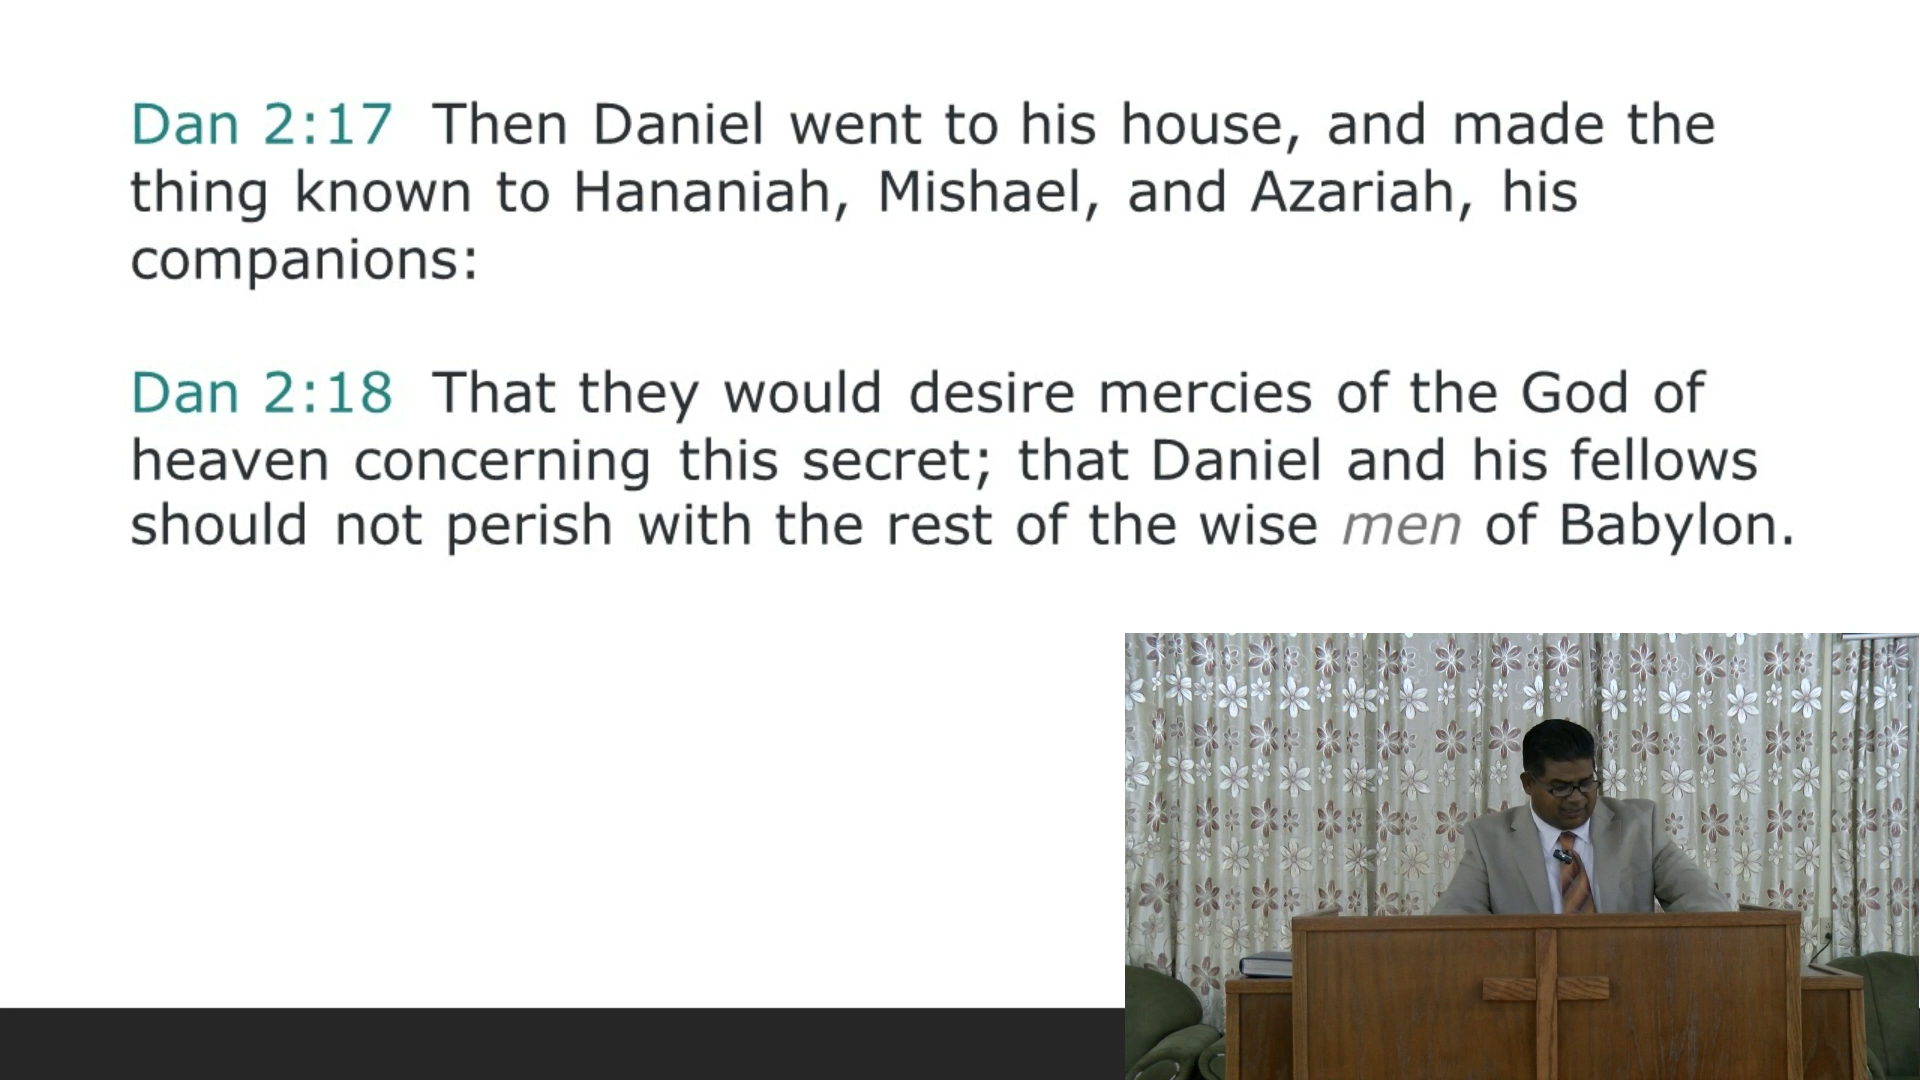 Dan 2:17 Then Daniel went to his house, and made the
thing known to Hananiah, Mishael, and Azariah, his
companions:
Dan 2:18 That they would desire mercies of the God of
heaven concerning this secret; that Daniel and his fellows
should not perish with the rest of the wise men of Babylon.